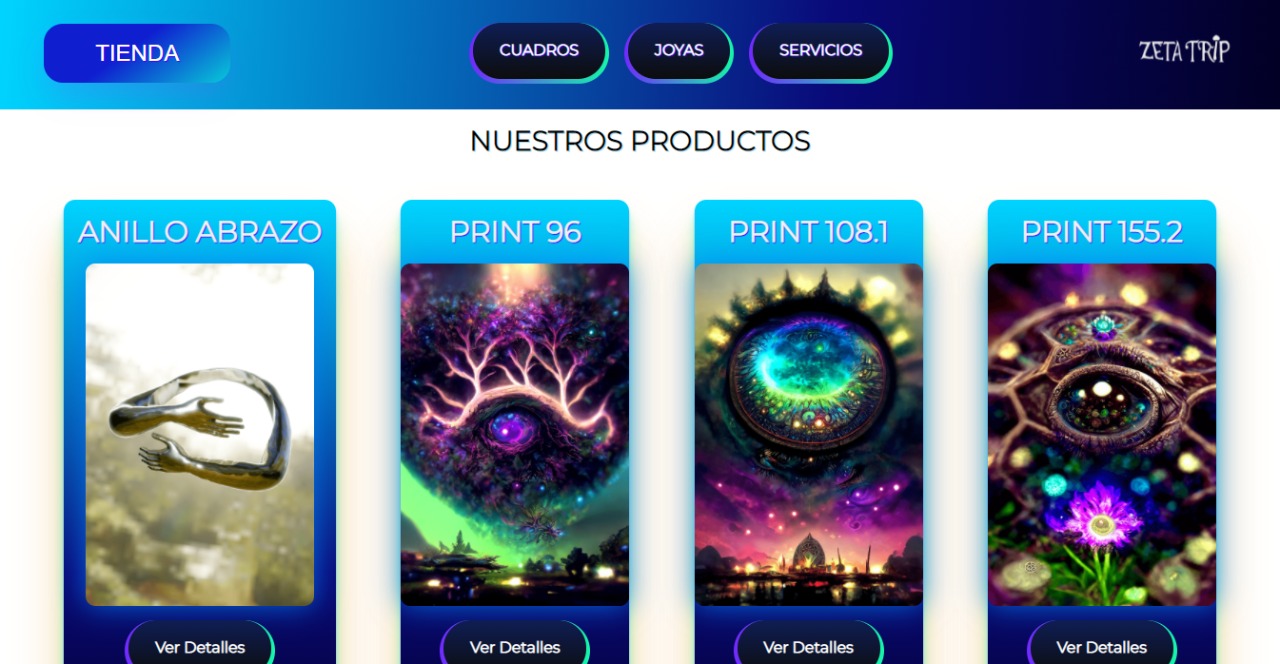 TIENDA
CUADROS
JOYAS
SERVICIOS
ZETA TRIP
NUESTROS PRODUCTOS
ANILLO ABRAZO
PRINT 96
PRINT 108.1
PRINT 155.2
Ver Detalles
Ver Detalles
Ver Detalles
Ver Detalles